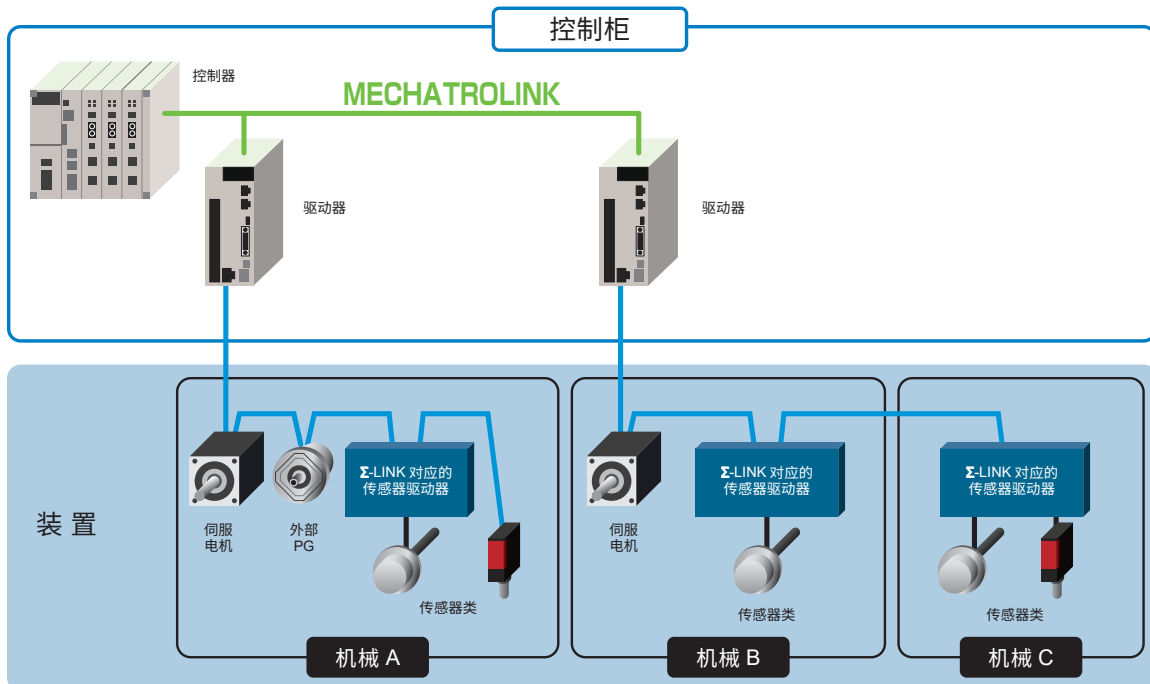 控制柜
控制器
MECHATROLINK
驱动器
驱动器
装置
Σ-LINK 对应的
传感器驱动器
伺服
电机
外部
PG
传感器类
机械 A
Σ-LINK 对应的
传感器驱动器
伺服
电机
传感器类
机械 B
Σ-LINK 对应的
传感器驱动器
传感器类
机械 C